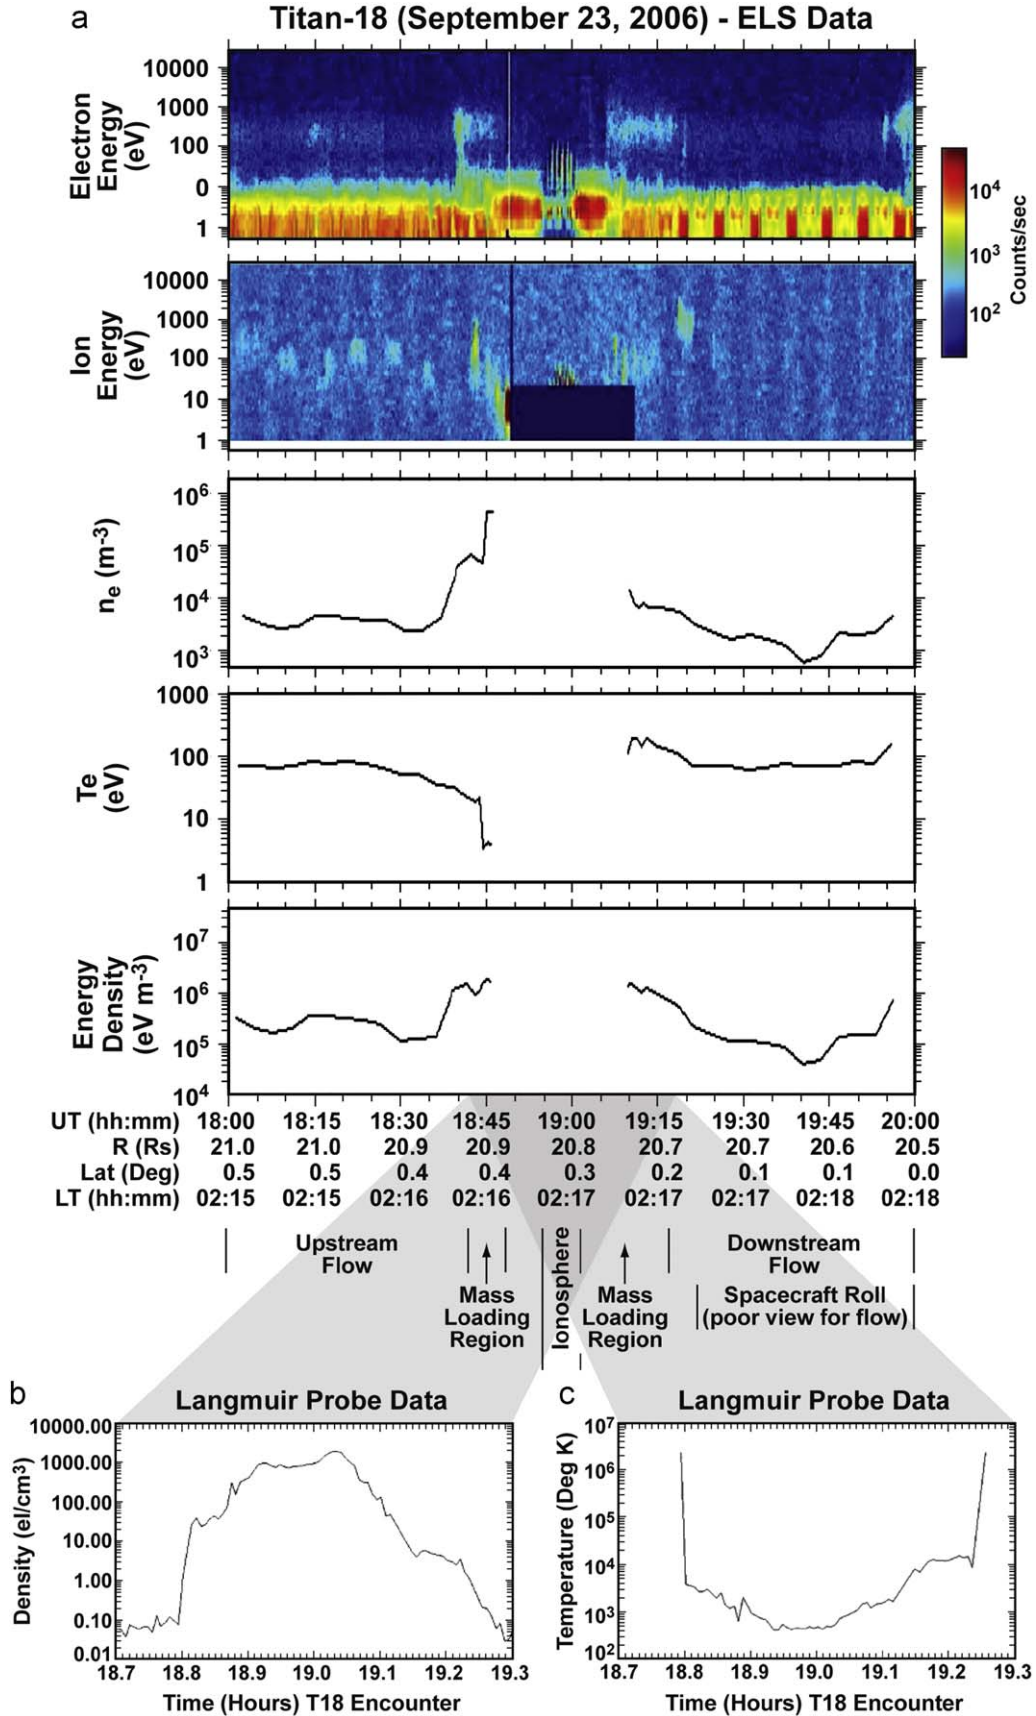 a
Titan-18 (September 23, 2006) - ELS Data
Electron
Energy
(eV)
10000
1000
100
0
1
Ion
Energy
(eV)
10000
1000
100
10
1
Counts/sec
10⁴
10³
10²
nₑ (m⁻³)
10⁶
10⁵
10⁴
10³
Te
(eV)
1000
100
10
1
Energy
Density
(eV m⁻³)
10⁷
10⁶
10⁵
10⁴
UT (hh:mm) 18:00 18:15 18:30 18:45 19:00 19:15 19:30 19:45 20:00
R (Rs) 21.0 21.0 20.9 20.9 20.8 20.7 20.7 20.6 20.5
Lat (Deg) 0.5 0.5 0.4 0.4 0.3 0.2 0.1 0.1 0.0
LT (hh:mm) 02:15 02:15 02:16 02:16 02:17 02:17 02:17 02:18 02:18
Upstream
Flow
Mass
Loading
Region
Ionosphere
Mass
Loading
Region
Downstream
Flow
Spacecraft Roll
(poor view for flow)
b
Langmuir Probe Data
Density (el/cm³)
10000.00
1000.00
100.00
10.00
1.00
0.10
0.01
18.7 18.8 18.9 19.0 19.1 19.2 19.3
Time (Hours) T18 Encounter
c
Langmuir Probe Data
Temperature (Deg K)
10⁷
10⁶
10⁵
10⁴
10³
10²
18.7 18.8 18.9 19.0 19.1 19.2 19.3
Time (Hours) T18 Encounter